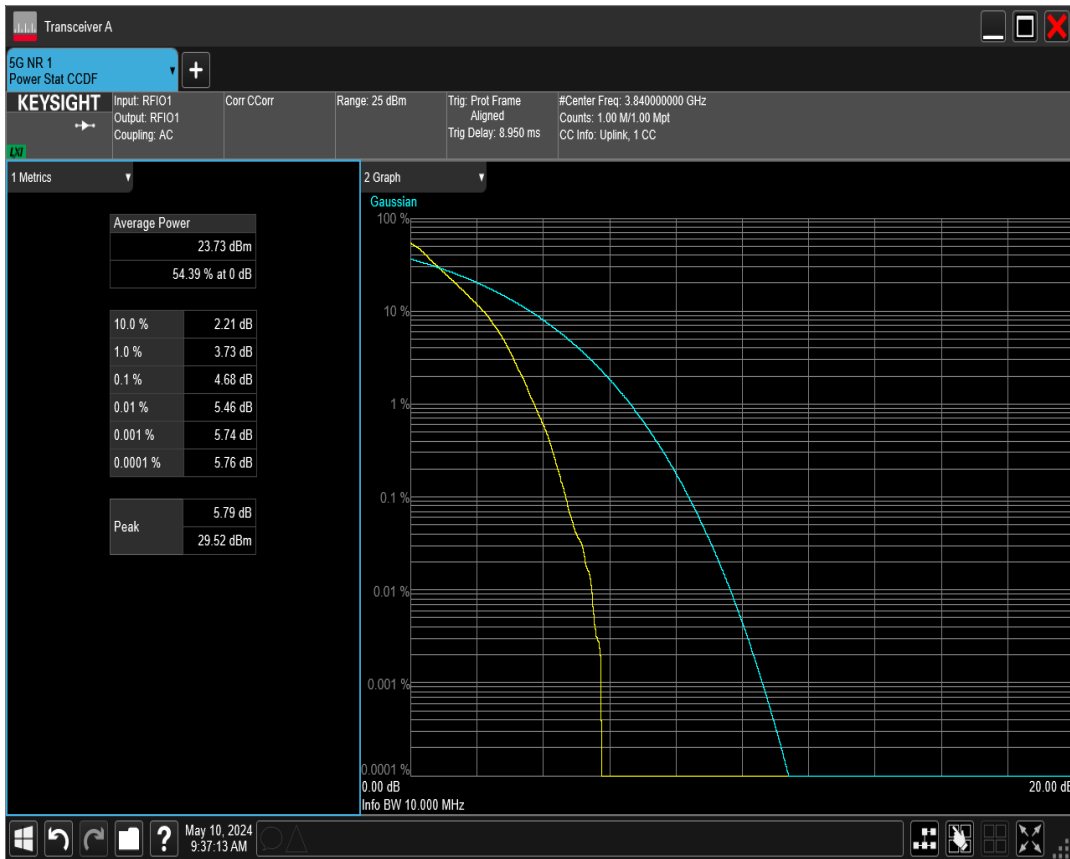 Transceiver A
5G NR 1
Power Stat CCDF
+
KEYSIGHT
LXI
Input: RFIO1
Output: RFIO1
Coupling: AC
Corr CCorr
Range: 25 dBm
Trig: Prot Frame
Aligned
Trig Delay: 8.950 ms
#Center Freq: 3.840000000 GHz
Counts: 1.00 M/1.00 Mpt
CC Info: Uplink, 1 CC
1 Metrics
Average Power
23.73 dBm
54.39 % at 0 dB
10.0 % 2.21 dB
1.0 % 3.73 dB
0.1 % 4.68 dB
0.01 % 5.46 dB
0.001 % 5.74 dB
0.0001 % 5.76 dB
Peak
5.79 dB
29.52 dBm
2 Graph
Gaussian
100 %
10 %
1 %
0.1 %
0.01 %
0.001 %
0.0001 %
0.00 dB 20.00 dB
Info BW 10.000 MHz
?
May 10, 2024
9:37:13 AM